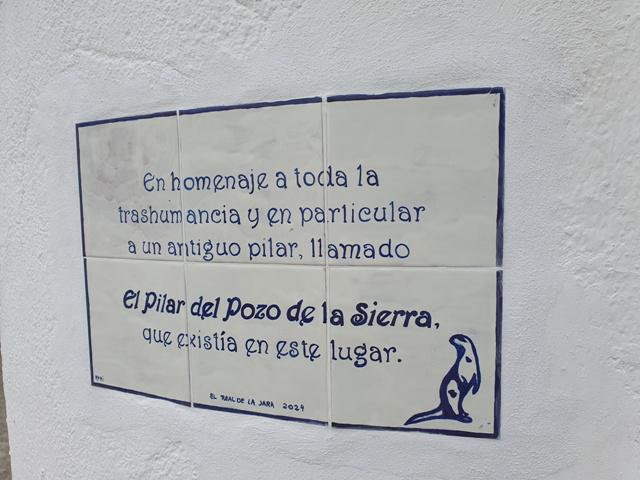 En homenaje a toda la
trashumancia y en particular
a un antiguo pilar, llamado
El Pilar del Pozo de la Sierra,
que existía en este lugar.
EL REAL DE LA JARA 2024